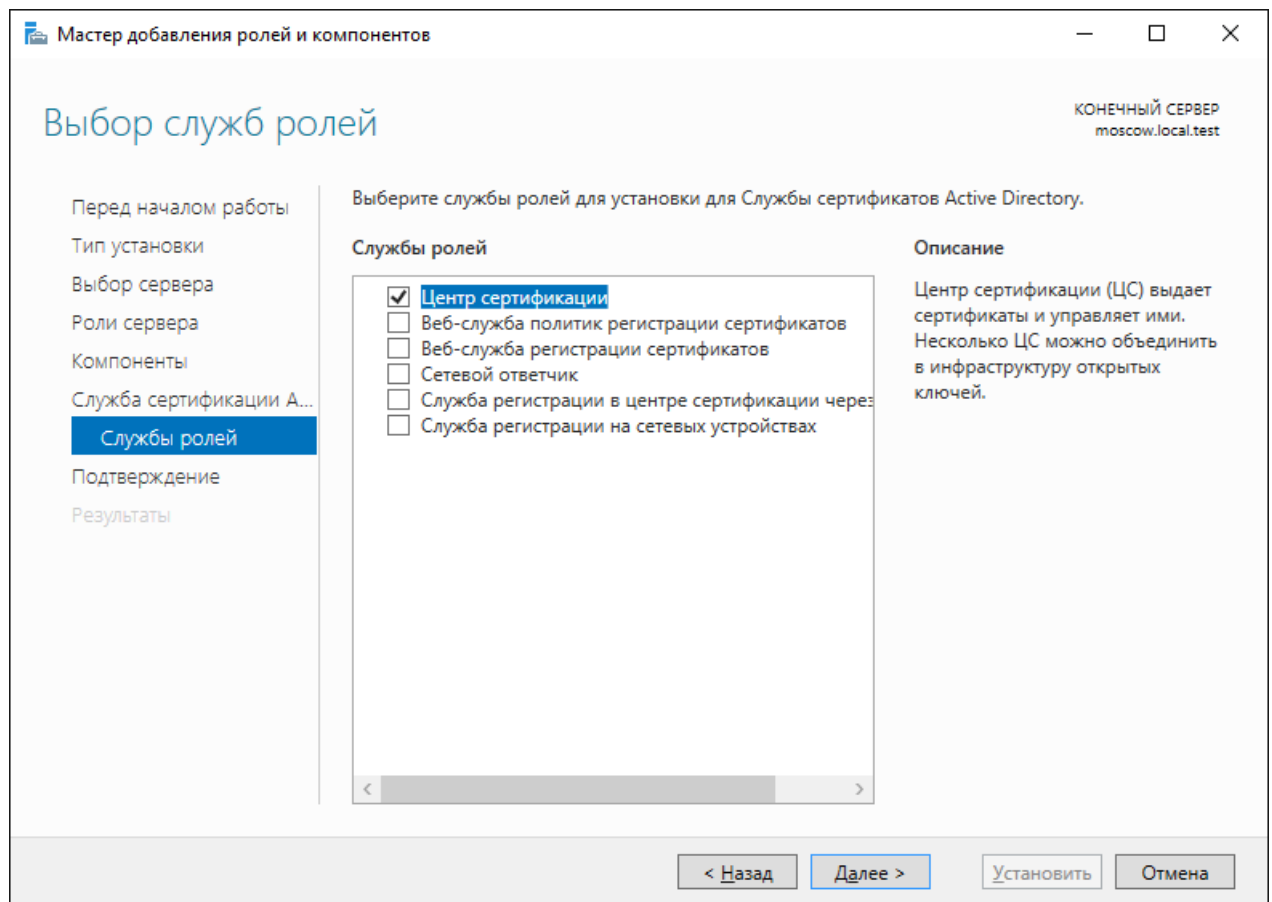 Мастер добавления ролей и компонентов
Выбор служб ролей
КОНЕЧНЫЙ СЕРВЕР
moscow.local.test
Перед началом работы
Тип установки
Выбор сервера
Роли сервера
Компоненты
Служба сертификации A...
Службы ролей
Подтверждение
Результаты
Выберите службы ролей для установки для Службы сертификатов Active Directory.
Службы ролей
Центр сертификации
Веб-служба политик регистрации сертификатов
Веб-служба регистрации сертификатов
Сетевой ответчик
Служба регистрации в центре сертификации через
Служба регистрации на сетевых устройствах
Описание
Центр сертификации (ЦС) выдает
сертификаты и управляет ими.
Несколько ЦС можно объединить
в инфраструктуру открытых
ключей.
< Назад
Далее >
Установить
Отмена